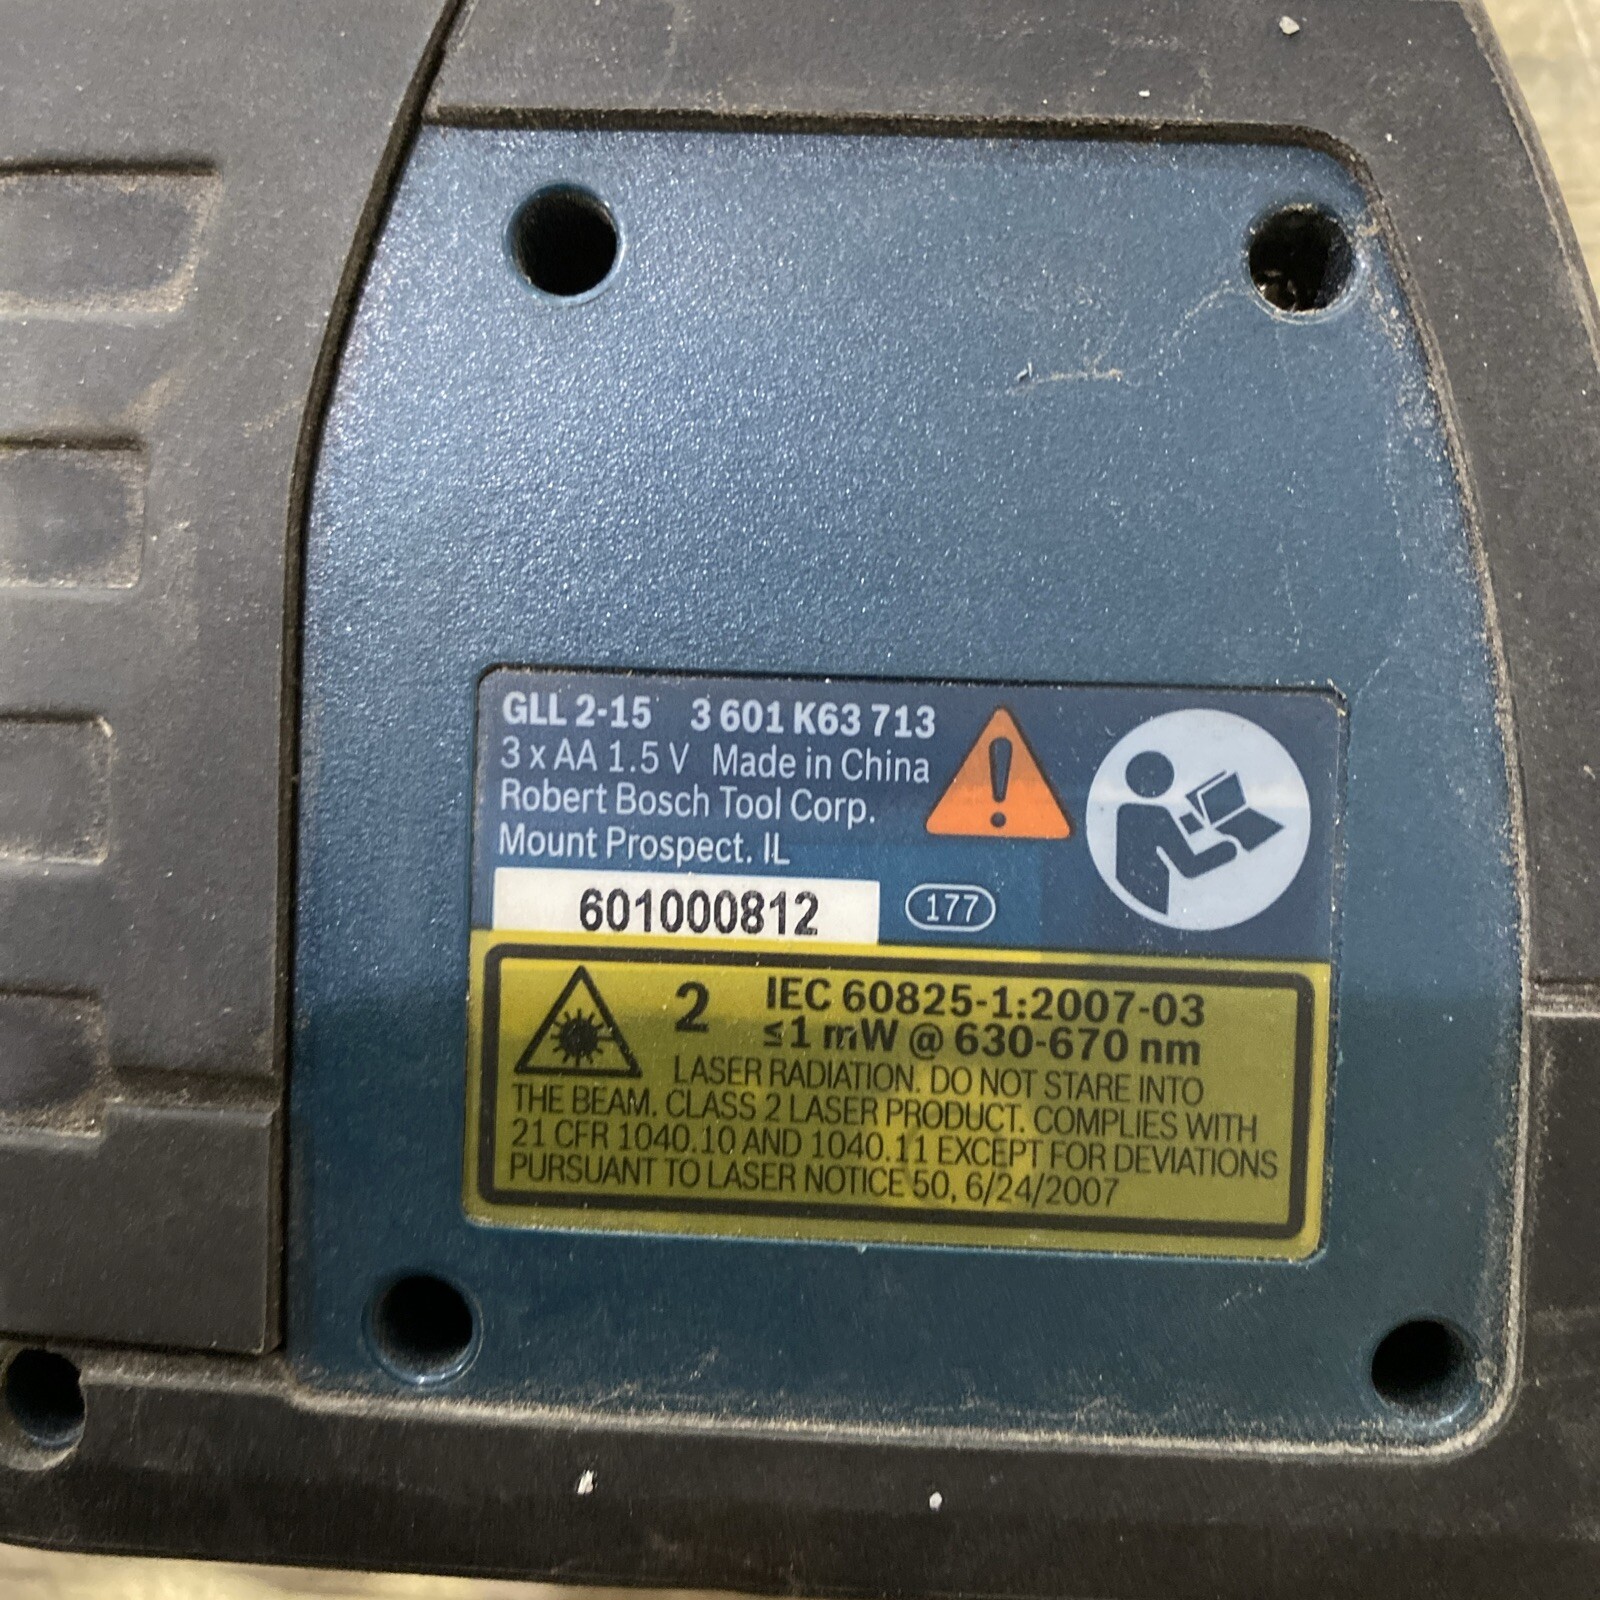 GLL 2-15 3 601 K63 713
3 x AA 1.5 V Made in China
Robert Bosch Tool Corp.
Mount Prospect. IL
601000812 177
2 IEC 60825-1:2007-03
≤1 mW @ 630-670 nm
LASER RADIATION. DO NOT STARE INTO
THE BEAM. CLASS 2 LASER PRODUCT. COMPLIES WITH
21 CFR 1040.10 AND 1040.11 EXCEPT FOR DEVIATIONS
PURSUANT TO LASER NOTICE 50, 6/24/2007